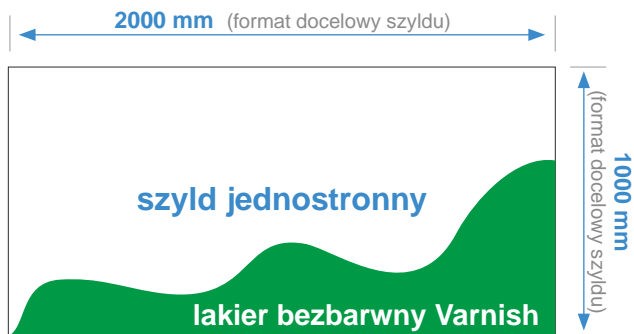 2000 mm (format docelowy szyldu)
szyld jednostronny
lakier bezbarwny Varnish
1000 mm
(format docelowy szyldu)